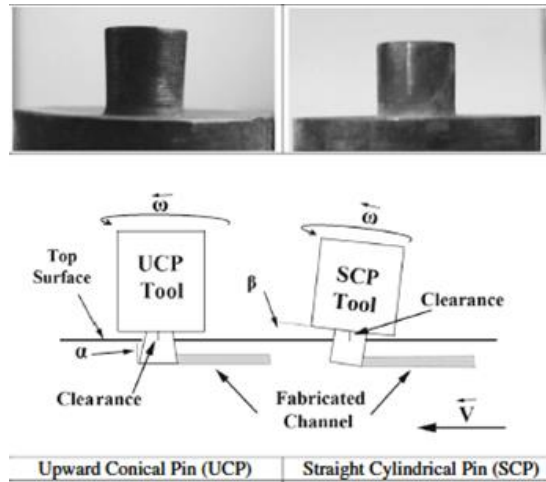 ω
ω
UCP
Tool
SCP
Tool
Top
Surface
β
Clearance
α
Clearance
Fabricated
Channel
V
Upward Conical Pin (UCP)
Straight Cylindrical Pin (SCP)